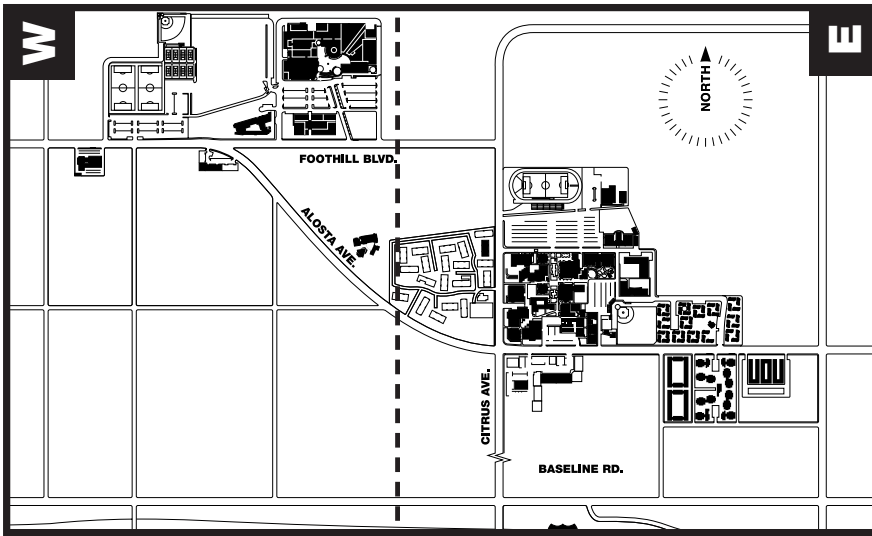 W
E
NORTH
FOOTHILL BLVD.
ALOSTA AVE.
CITRUS AVE.
BASELINE RD.